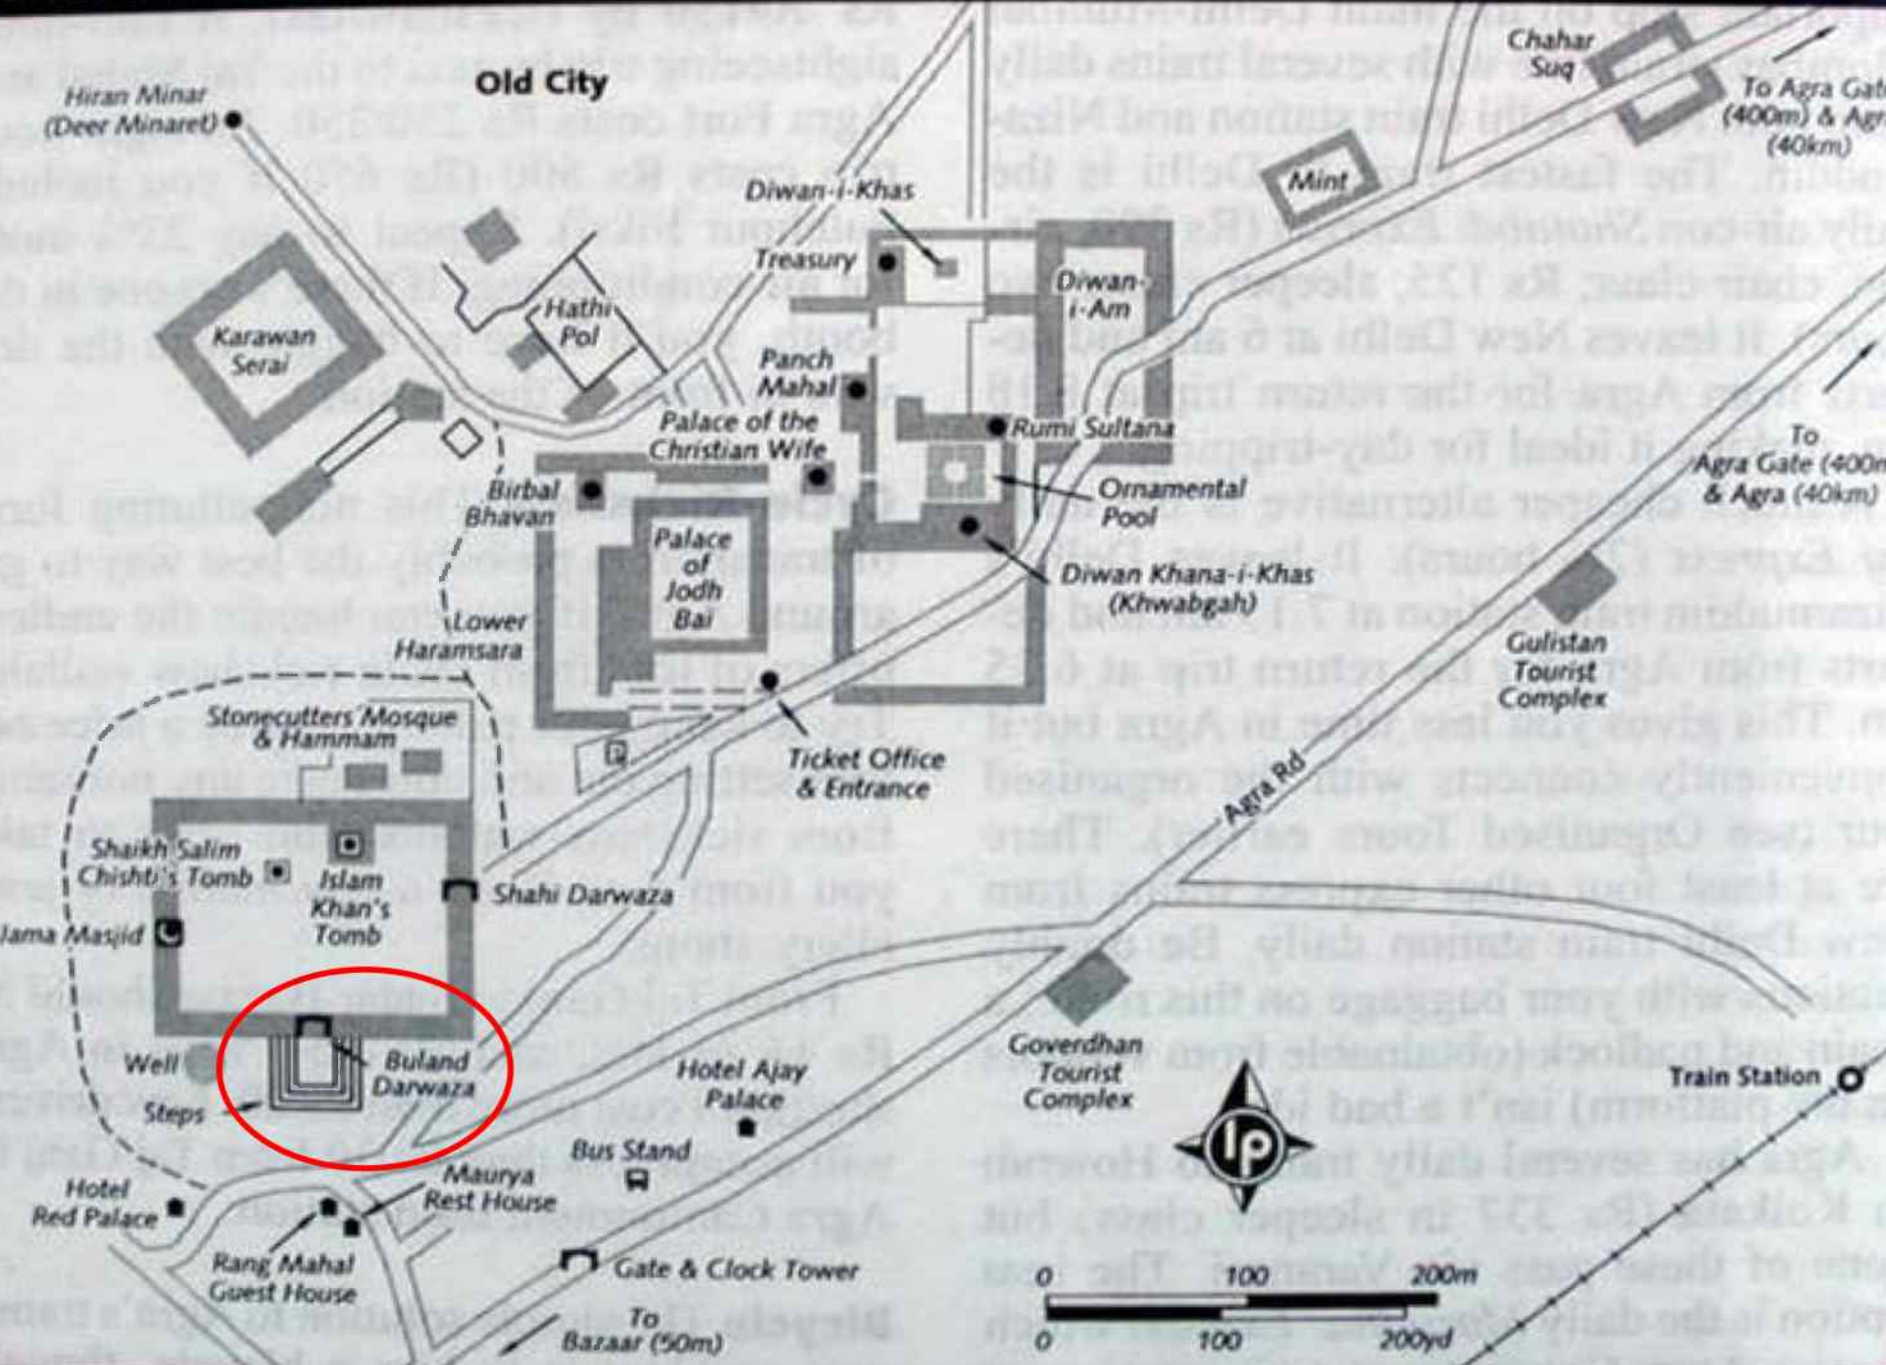 Old City
Hiran Minar
(Deer Minaret)
Chahar
Suq
To Agra Gate
(400m) & Agra
(40km)
Mint
Diwan-i-Khas
Treasury
Diwan-
i-Am
Hathi
Pol
Karawan
Serai
Panch
Mahal
Palace of the
Christian Wife
Rumi Sultana
To
Agra Gate (400m
& Agra (40km)
Birbal
Bhavan
Ornamental
Pool
Palace
of
Jodh
Bai
Diwan Khana-i-Khas
(Khwabgah)
Lower
Haramsara
Gulistan
Tourist
Complex
Stonecutters Mosque
& Hammam
Ticket Office
& Entrance
Agra Rd
Shaikh Salim
Chishti's Tomb
Islam
Khan's
Tomb
Shahi Darwaza
Jama Masjid
Well
Buland
Darwaza
Steps
Hotel Ajay
Palace
Goverdhan
Tourist
Complex
Train Station
lp
Bus Stand
Maurya
Rest House
Hotel
Red Palace
Rang Mahal
Guest House
Gate & Clock Tower
To
Bazaar (50m)
0 100 200m
0 100 200yd